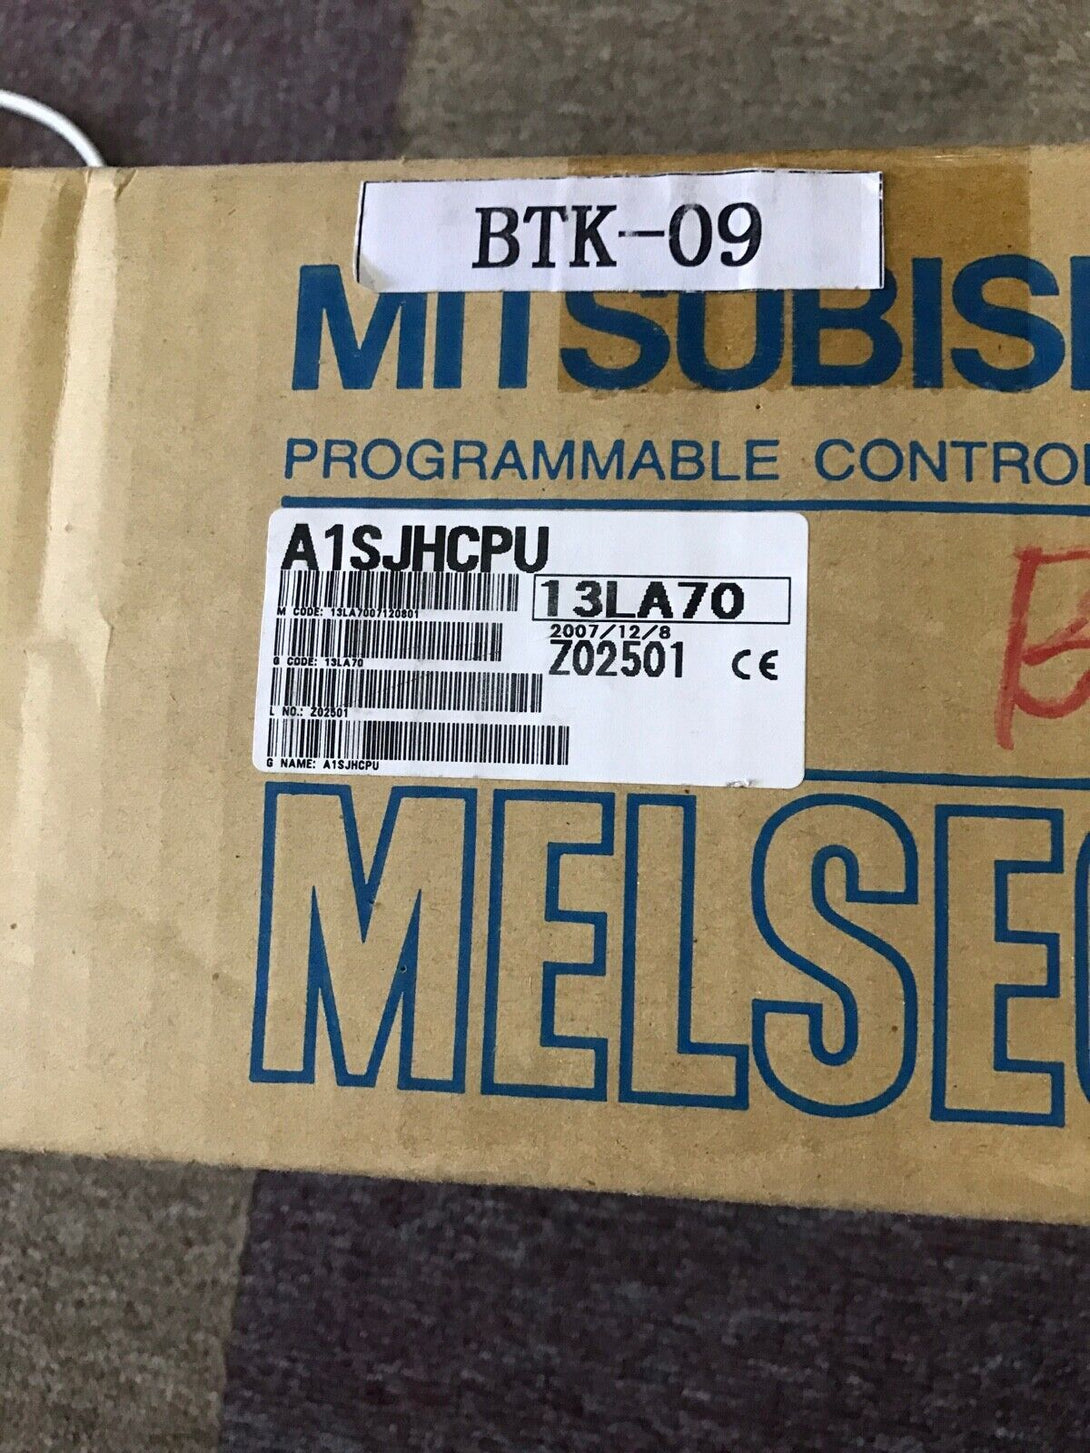 BTK-09
MITSUBIS
PROGRAMMABLE CONTRO
A1SJHCPU
13LA70
M CODE: 13LA7007120801
2007/12/8
G CODE: 13LA70
Z02501 CE
L NO.: Z02501
G NAME: A1SJHCPU
MELSE